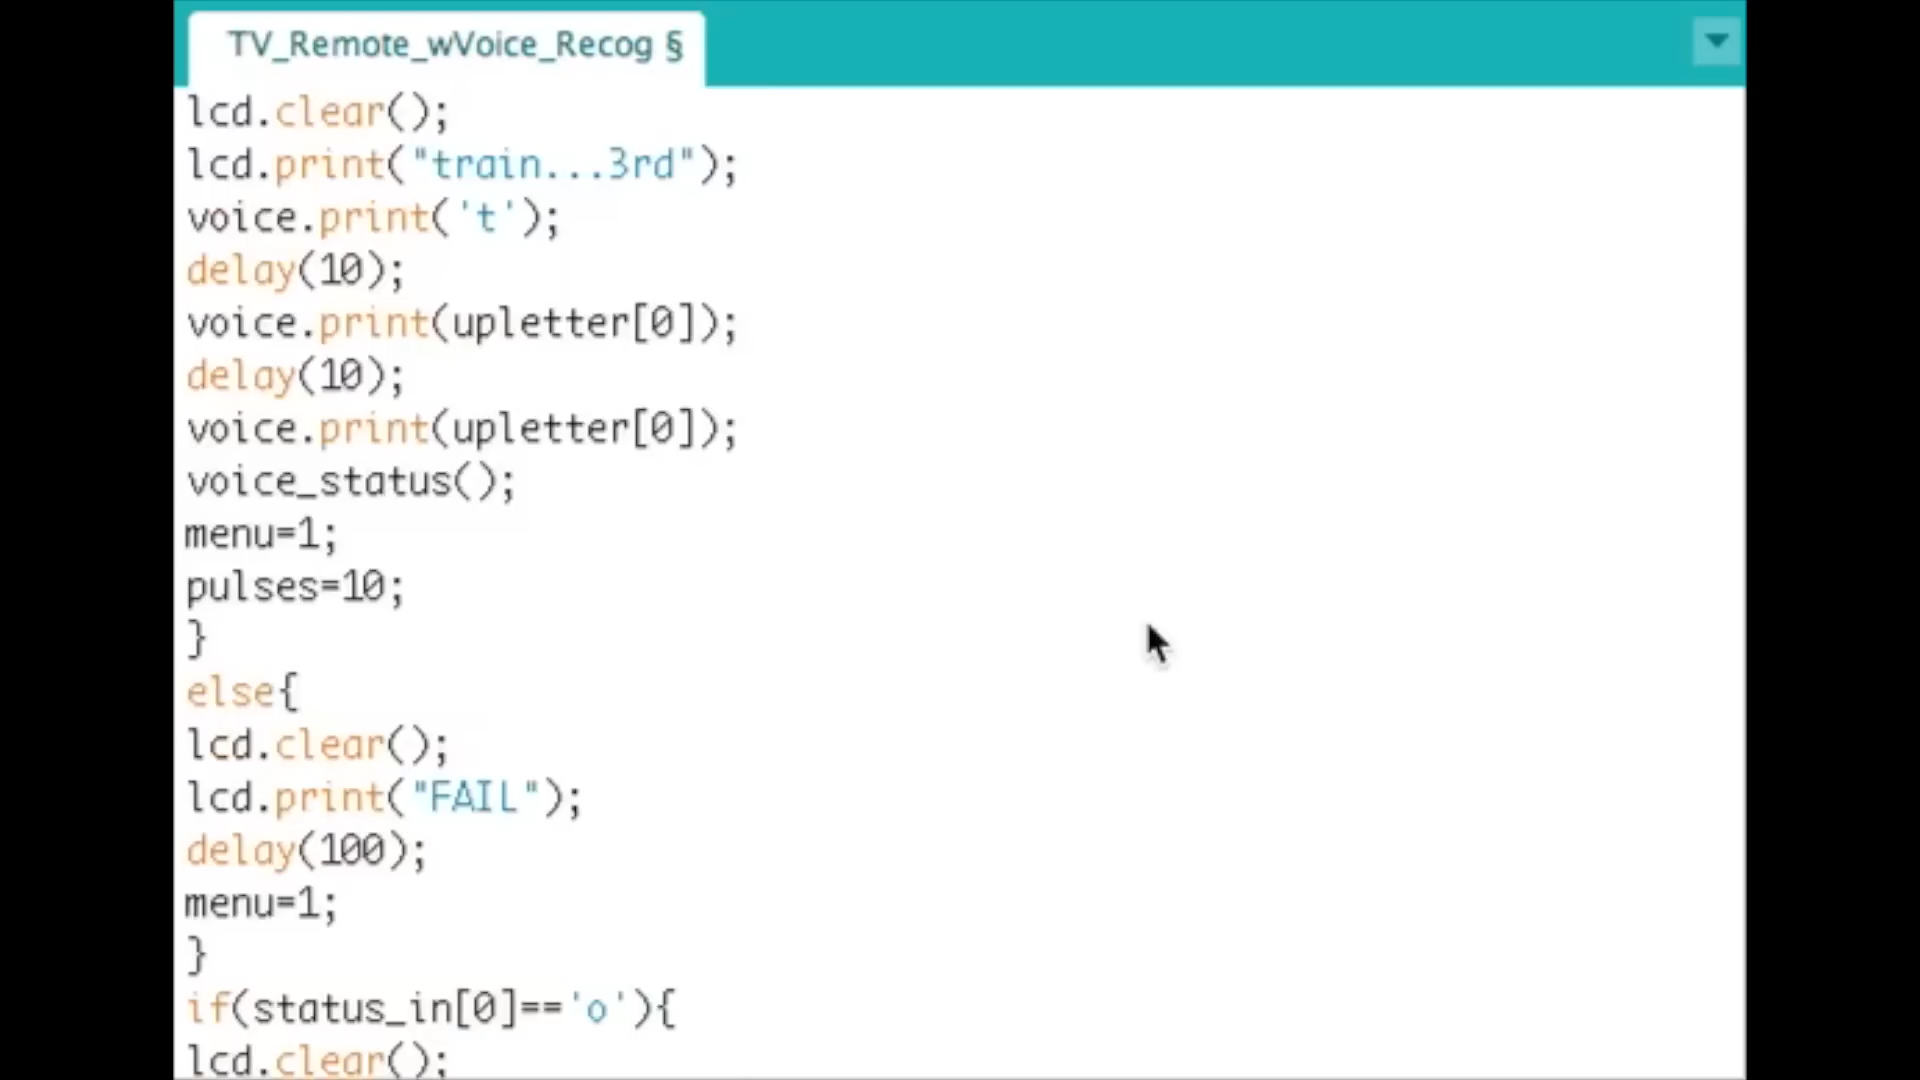 TV_Remote_wVoice_Recog §
lcd.clear();
lcd.print("train...3rd");
voice.print('t');
delay(10);
voice.print(upletter[0]);
delay(10);
voice.print(upletter[0]);
voice_status();
menu=1;
pulses=10;
}
else{
lcd.clear();
lcd.print("FAIL");
delay(100);
menu=1;
}
if(status_in[0]=='o'){
lcd.clear();